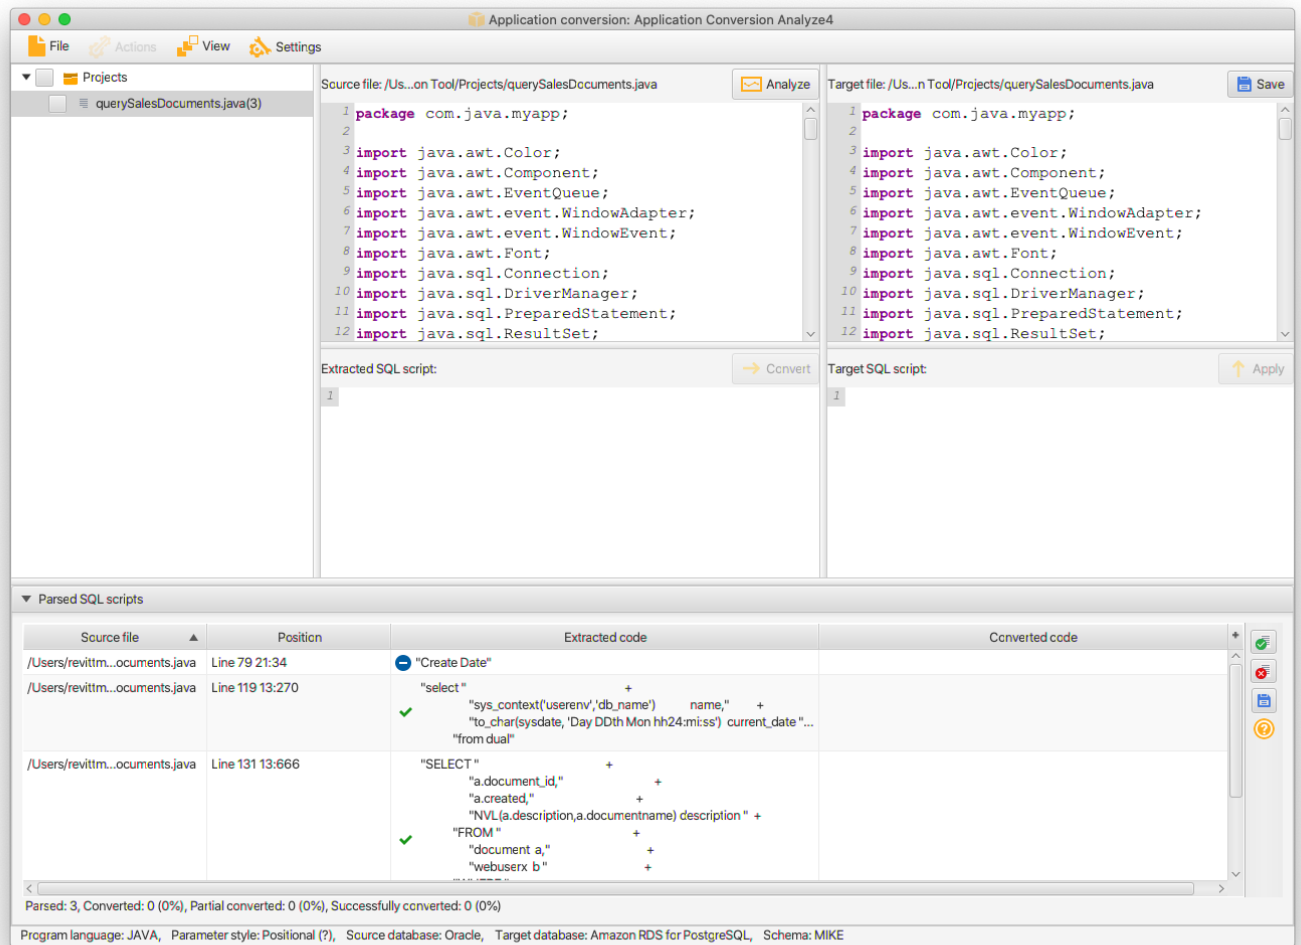 Application conversion: Application Conversion Analyze4
File Actions View Settings
Projects
querySalesDocuments.java(3)
Source file: /Us...on Tool/Projects/querySalesDocuments.java
Analyze
1 package com.java.myapp;
2
3 import java.awt.Color;
4 import java.awt.Component;
5 import java.awt.EventQueue;
6 import java.awt.event.WindowAdapter;
7 import java.awt.event.WindowEvent;
8 import java.awt.Font;
9 import java.sql.Connection;
10 import java.sql.DriverManager;
11 import java.sql.PreparedStatement;
12 import java.sql.ResultSet;
Target file: /Us...n Tool/Projects/querySalesDocuments.java
Save
1 package com.java.myapp;
2
3 import java.awt.Color;
4 import java.awt.Component;
5 import java.awt.EventQueue;
6 import java.awt.event.WindowAdapter;
7 import java.awt.event.WindowEvent;
8 import java.awt.Font;
9 import java.sql.Connection;
10 import java.sql.DriverManager;
11 import java.sql.PreparedStatement;
12 import java.sql.ResultSet;
Extracted SQL script:
Convert
1
Target SQL script:
Apply
1
Parsed SQL scripts
Source file Position Extracted code Converted code +
/Users/revittm...ocuments.java Line 79 21:34 "Create Date"
/Users/revittm...ocuments.java Line 119 13:270 "select " +
"sys_context('userenv','db_name') name," +
"to_char(sysdate, 'Day DDth Mon hh24:mi:ss') current_date "...
"from dual"
/Users/revittm...ocuments.java Line 131 13:666 "SELECT " +
"a.document_id," +
"a.created," +
"NVL(a.description,a.documentname) description " +
"FROM " +
"document a," +
"webuserx b " +
Parsed: 3, Converted: 0 (0%), Partial converted: 0 (0%), Successfully converted: 0 (0%)
Program language: JAVA, Parameter style: Positional (?), Source database: Oracle, Target database: Amazon RDS for PostgreSQL, Schema: MIKE